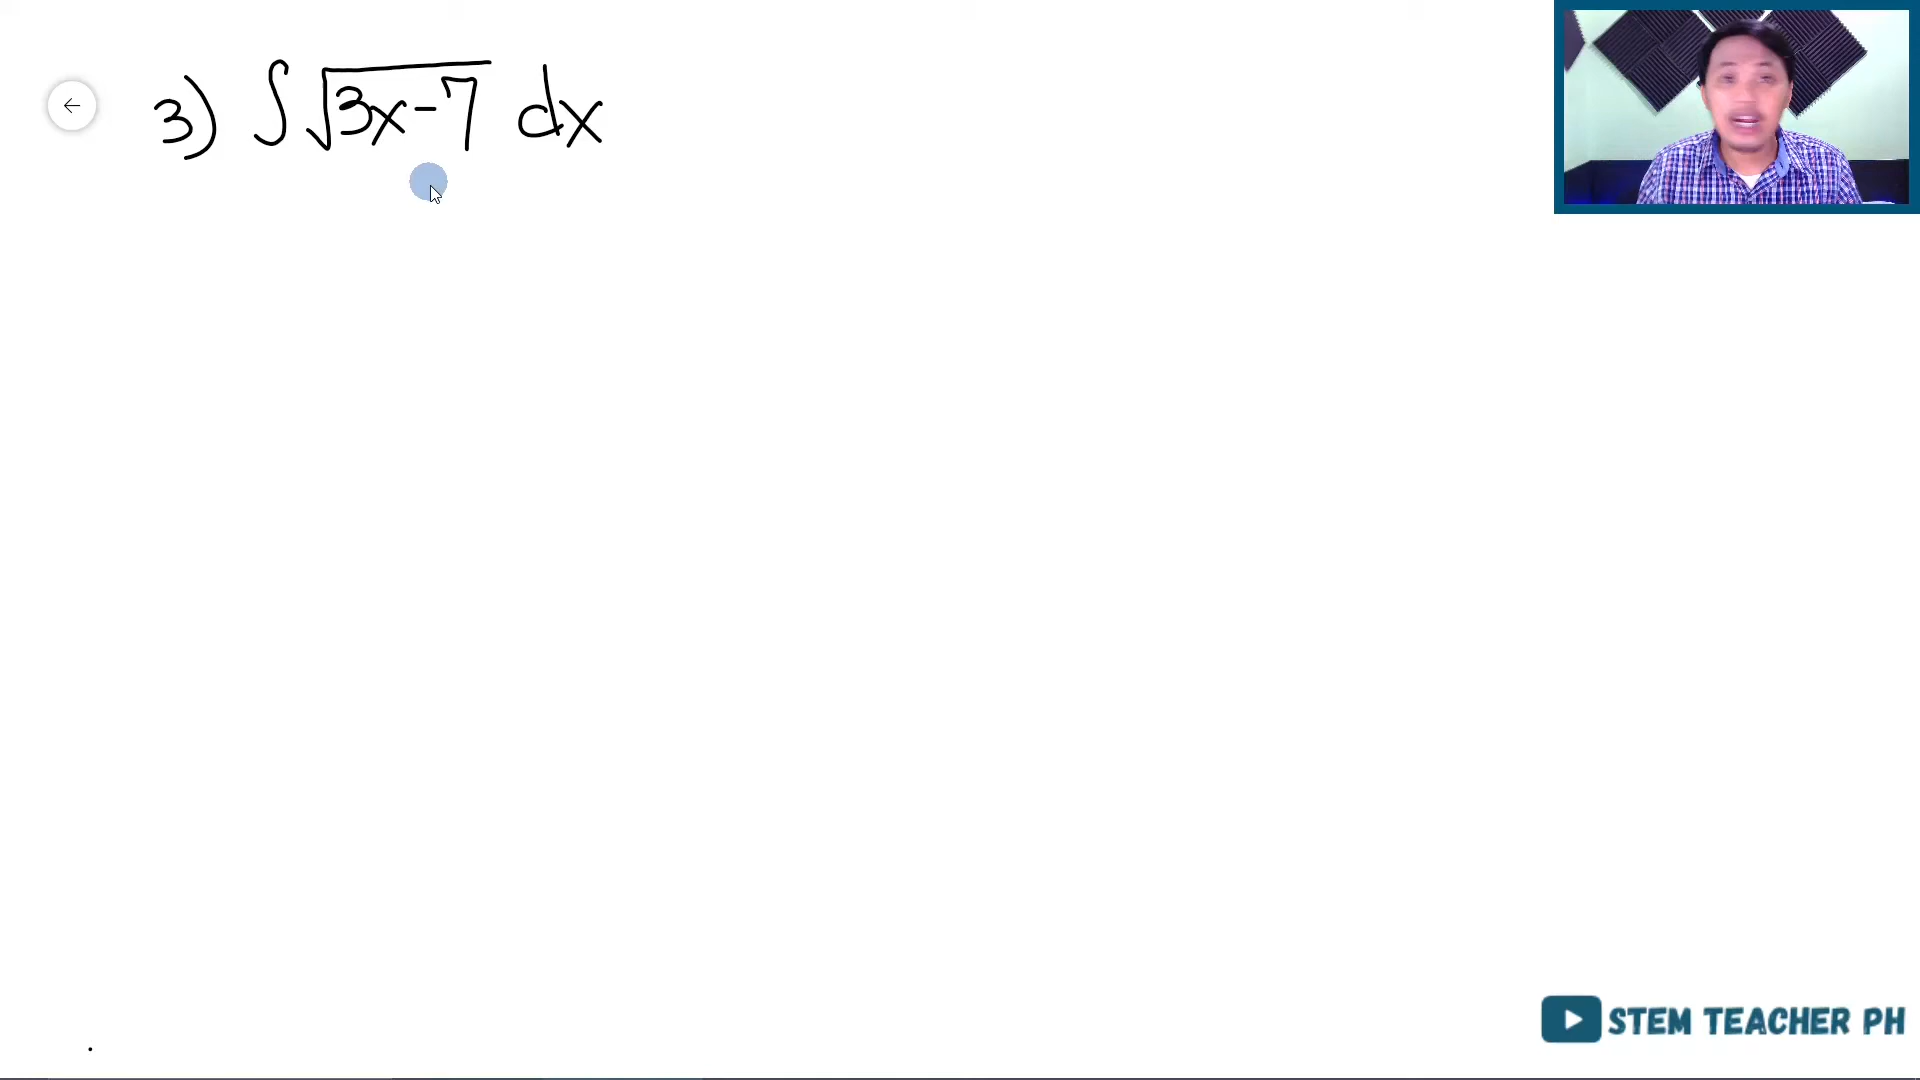 3) ∫ √3x-7 dx
STEM TEACHER PH